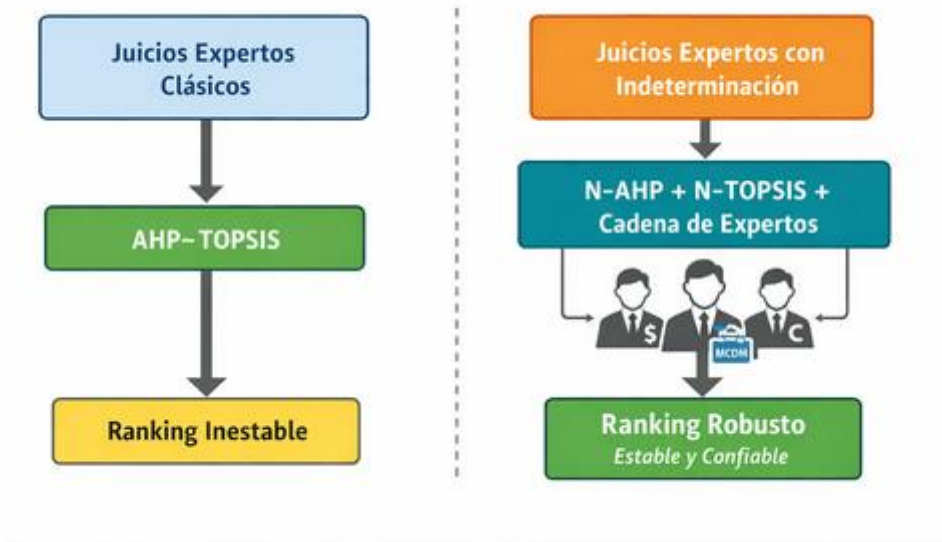 Juicios Expertos
Clásicos
AHP–TOPSIS
Ranking Inestable
Juicios Expertos con
Indeterminación
N-AHP + N-TOPSIS +
Cadena de Expertos
$
C
MCDM
Ranking Robusto
Estable y Confiable